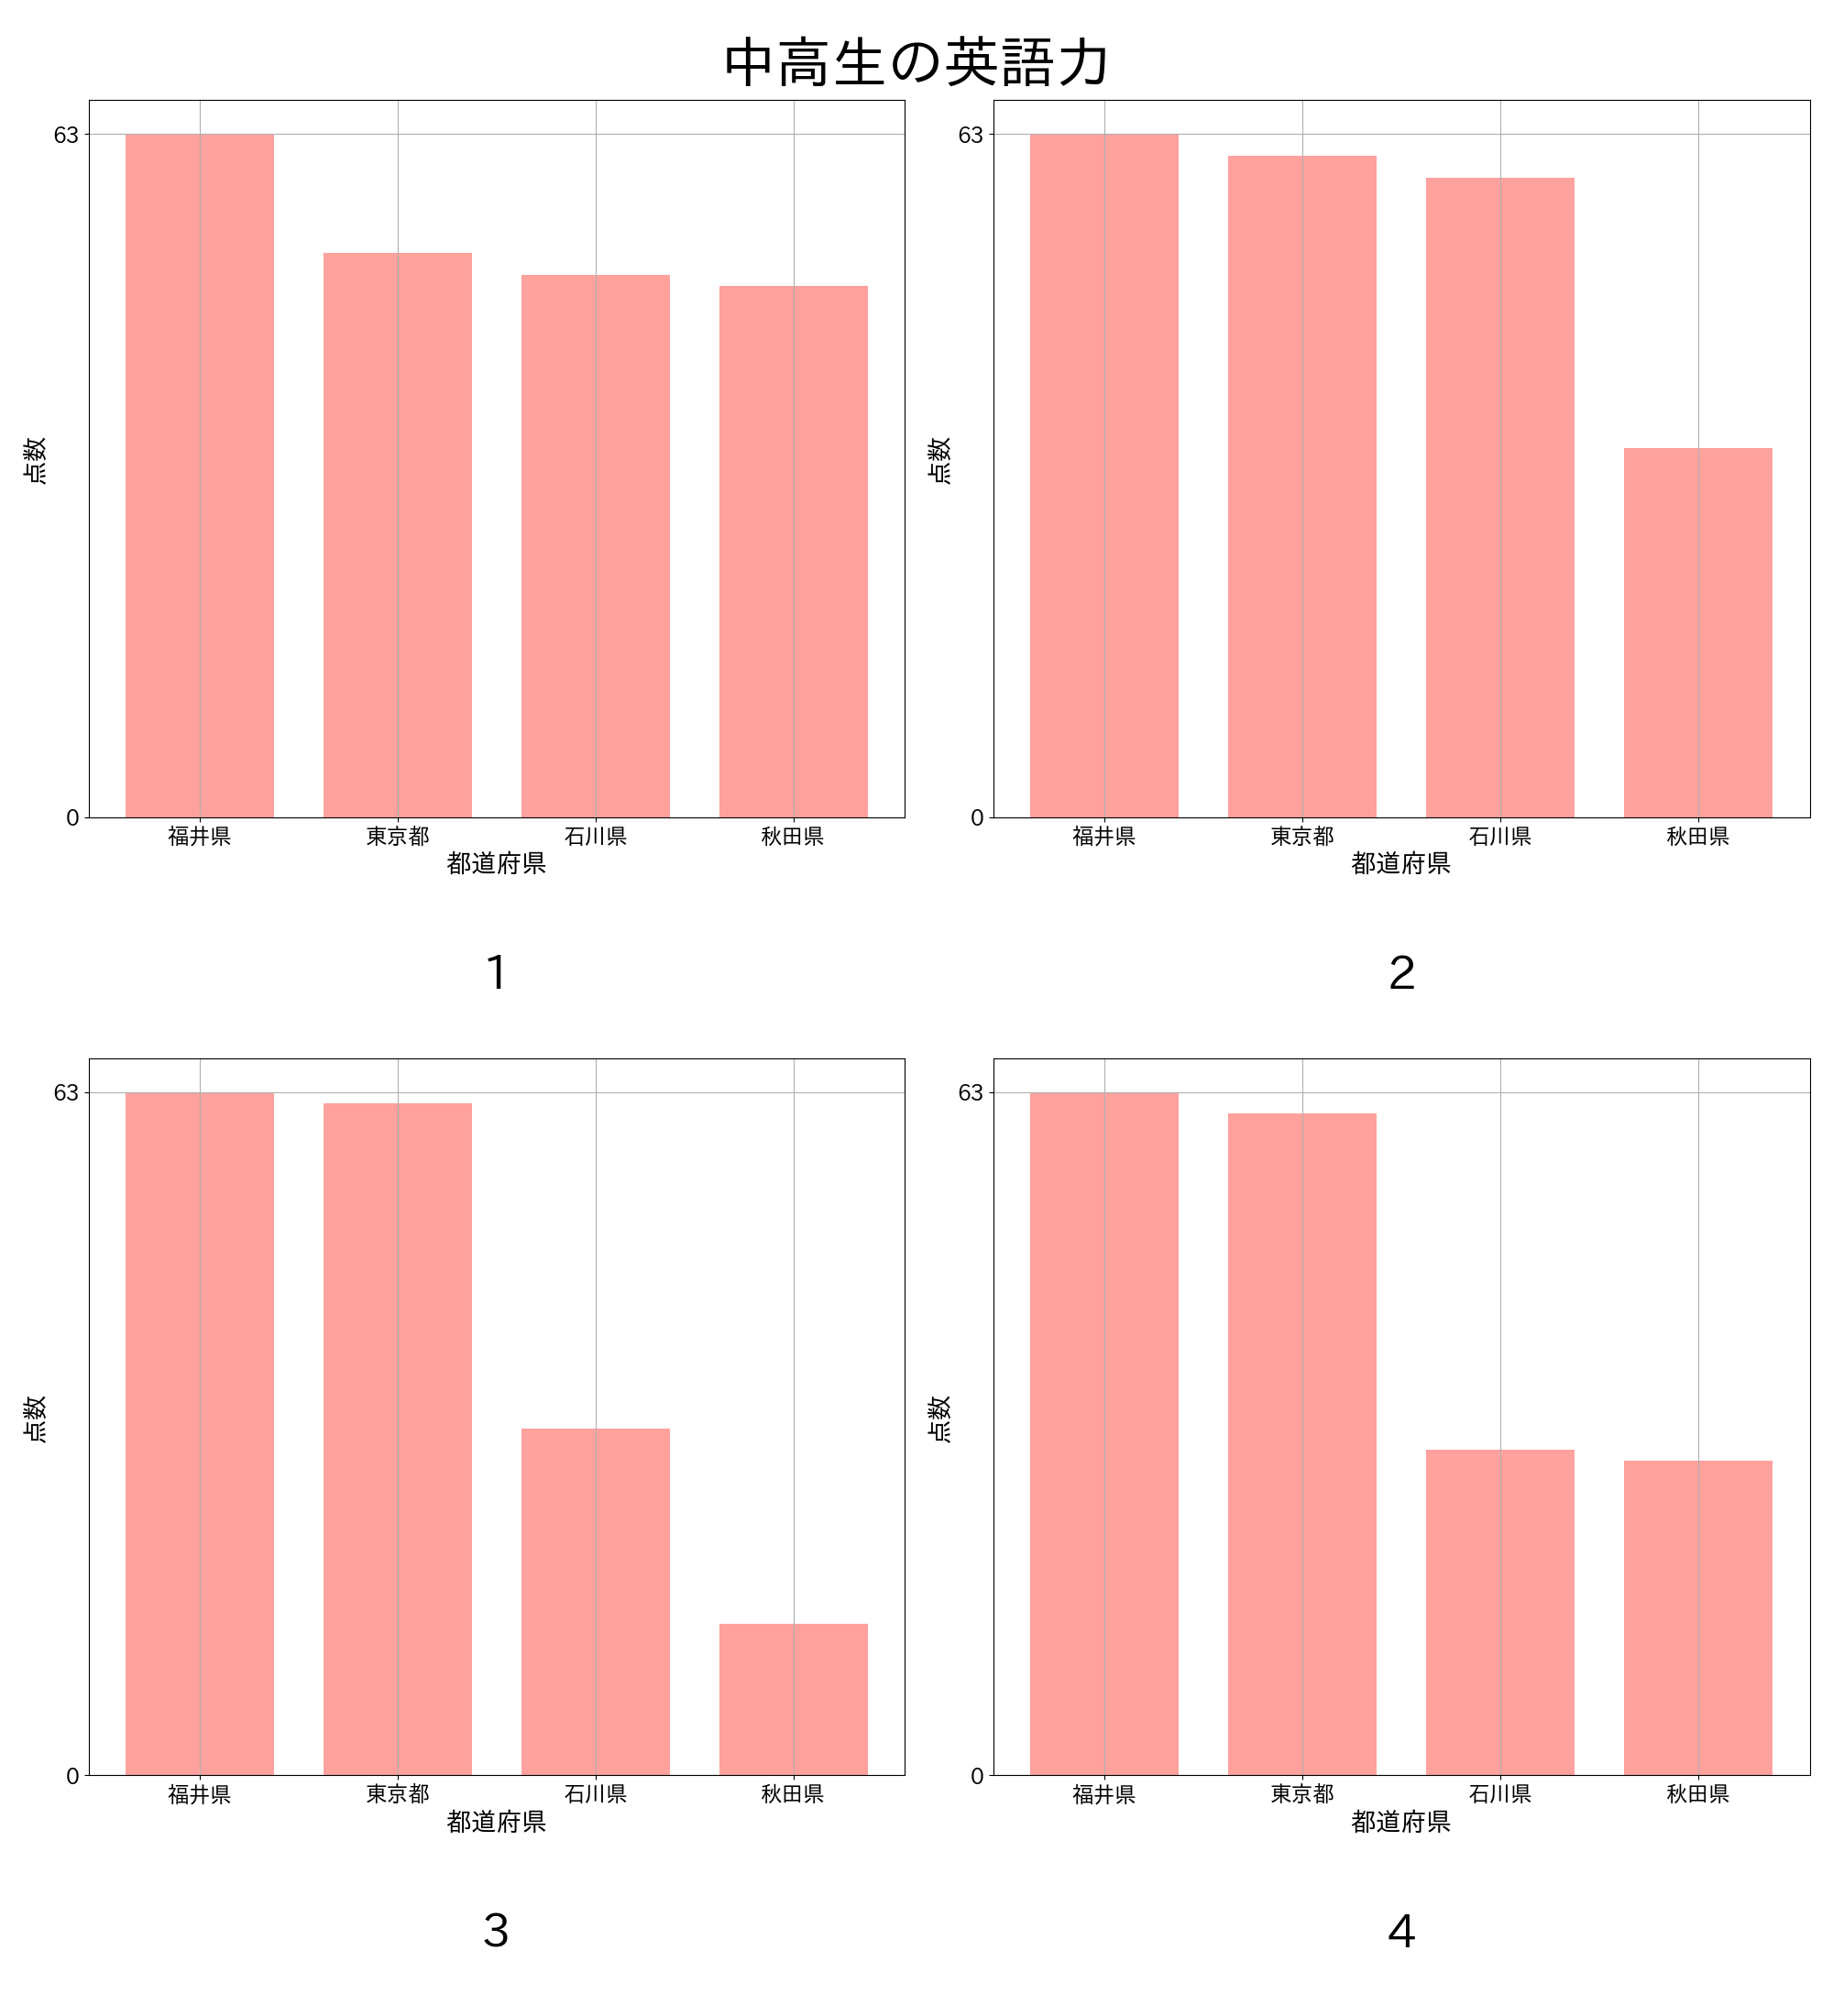 中高生の英語力
63
点数
0
福井県 東京都 石川県 秋田県
都道府県
1
63
点数
0
福井県 東京都 石川県 秋田県
都道府県
2
63
点数
0
福井県 東京都 石川県 秋田県
都道府県
3
63
点数
0
福井県 東京都 石川県 秋田県
都道府県
4